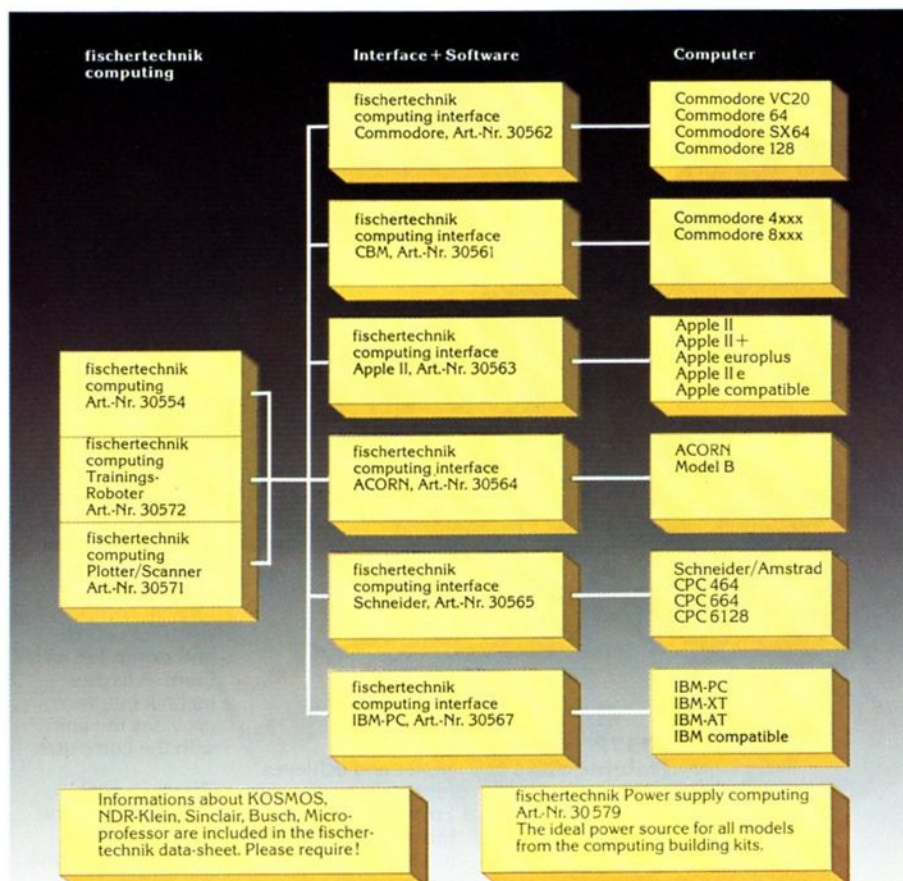 fischertechnik
computing
Interface + Software
Computer
fischertechnik
computing
Art.-Nr. 30554
fischertechnik
computing
Trainings-
Roboter
Art.-Nr. 30572
fischertechnik
computing
Plotter/Scanner
Art.-Nr. 30571
fischertechnik
computing interface
Commodore, Art.-Nr. 30562
Commodore VC20
Commodore 64
Commodore SX64
Commodore 128
fischertechnik
computing interface
CBM, Art.-Nr. 30561
Commodore 4xxx
Commodore 8xxx
fischertechnik
computing interface
Apple II, Art.-Nr. 30563
Apple II
Apple II +
Apple europlus
Apple II e
Apple compatible
fischertechnik
computing interface
ACORN, Art.-Nr. 30564
ACORN
Model B
fischertechnik
computing interface
Schneider, Art.-Nr. 30565
Schneider/Amstrad
CPC 464
CPC 664
CPC 6128
fischertechnik
computing interface
IBM-PC, Art.-Nr. 30567
IBM-PC
IBM-XT
IBM-AT
IBM compatible
Informations about KOSMOS,
NDR-Klein, Sinclair, Busch, Micro-
professor are included in the fischer-
technik data-sheet. Please require!
fischertechnik Power supply computing
Art.-Nr. 30579
The ideal power source for all models
from the computing building kits.